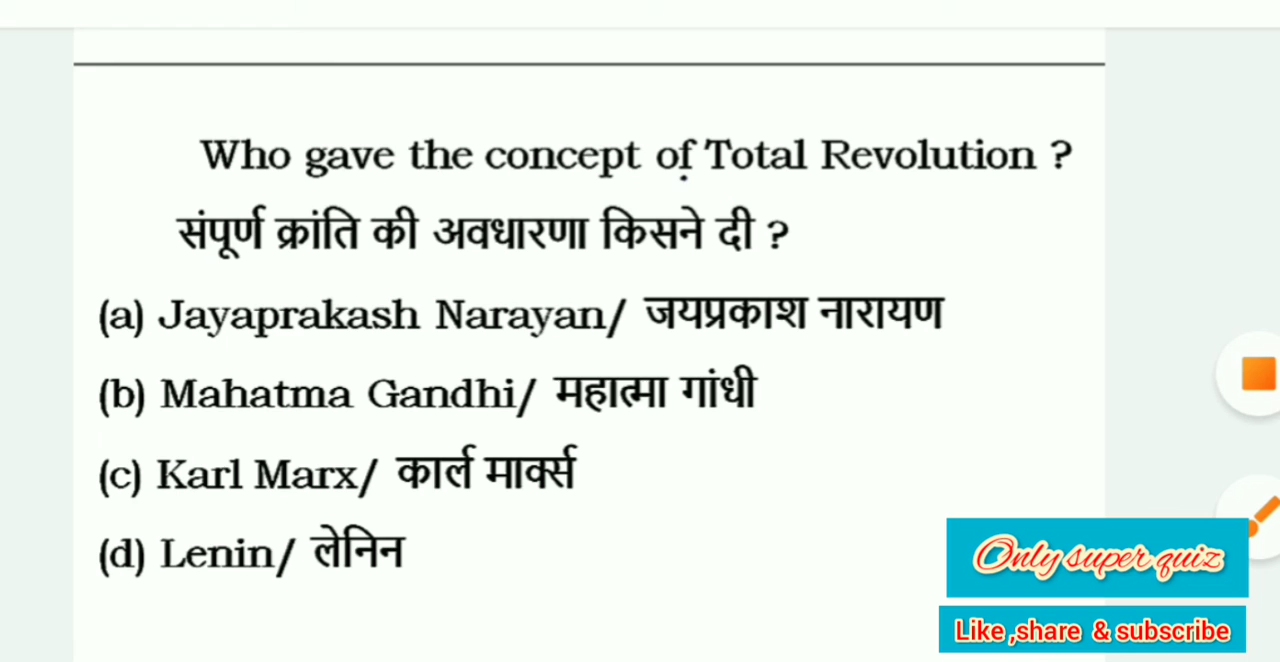 Who gave the concept of Total Revolution ?
संपूर्ण क्रांति की अवधारणा किसने दी ?
(a) Jayaprakash Narayan/ जयप्रकाश नारायण
(b) Mahatma Gandhi/ महात्मा गांधी
(c) Karl Marx/ कार्ल मार्क्स
(d) Lenin/ लेनिन
Only super quiz
Like ,share & subscribe